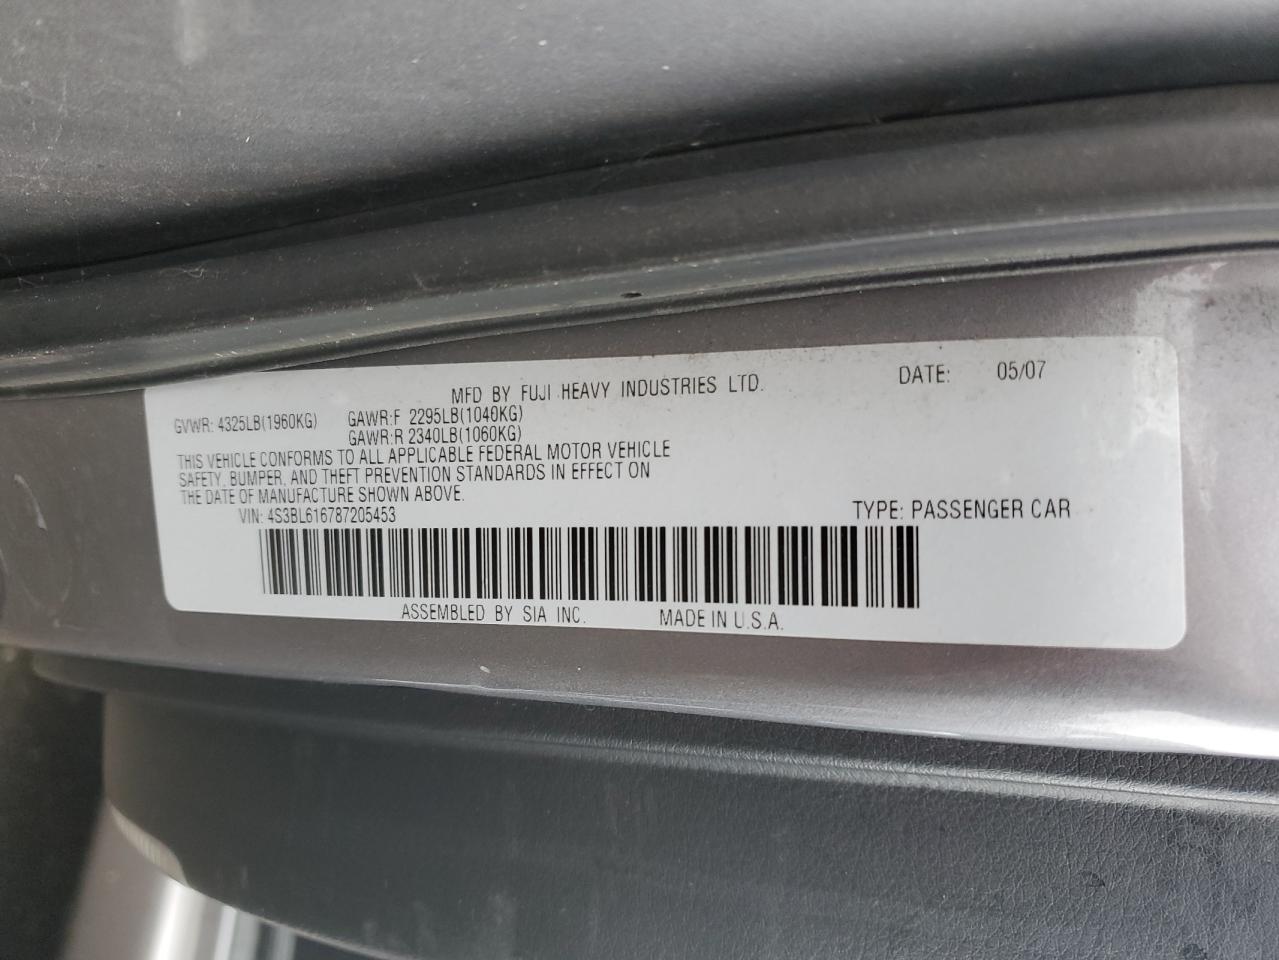 MFD BY FUJI HEAVY INDUSTRIES LTD. DATE: 05/07
GVWR: 4325LB(1960KG) GAWR:F 2295LB(1040KG)
GAWR:R 2340LB(1060KG)
THIS VEHICLE CONFORMS TO ALL APPLICABLE FEDERAL MOTOR VEHICLE
SAFETY, BUMPER, AND THEFT PREVENTION STANDARDS IN EFFECT ON
THE DATE OF MANUFACTURE SHOWN ABOVE.
VIN: 4S3BL616787205453 TYPE: PASSENGER CAR
ASSEMBLED BY SIA INC. MADE IN U.S.A.